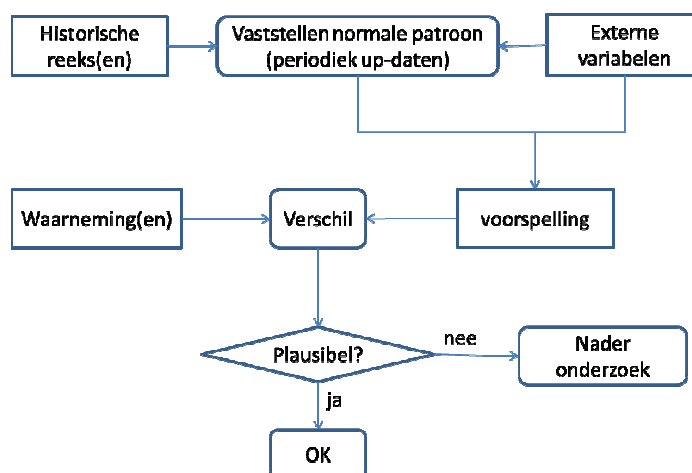 Historische
reeks(en)
Vaststellen normale patroon
(periodiek up-daten)
Externe
variabelen
Waarneming(en)
Verschil
voorspelling
Plausibel?
nee
Nader
onderzoek
ja
OK